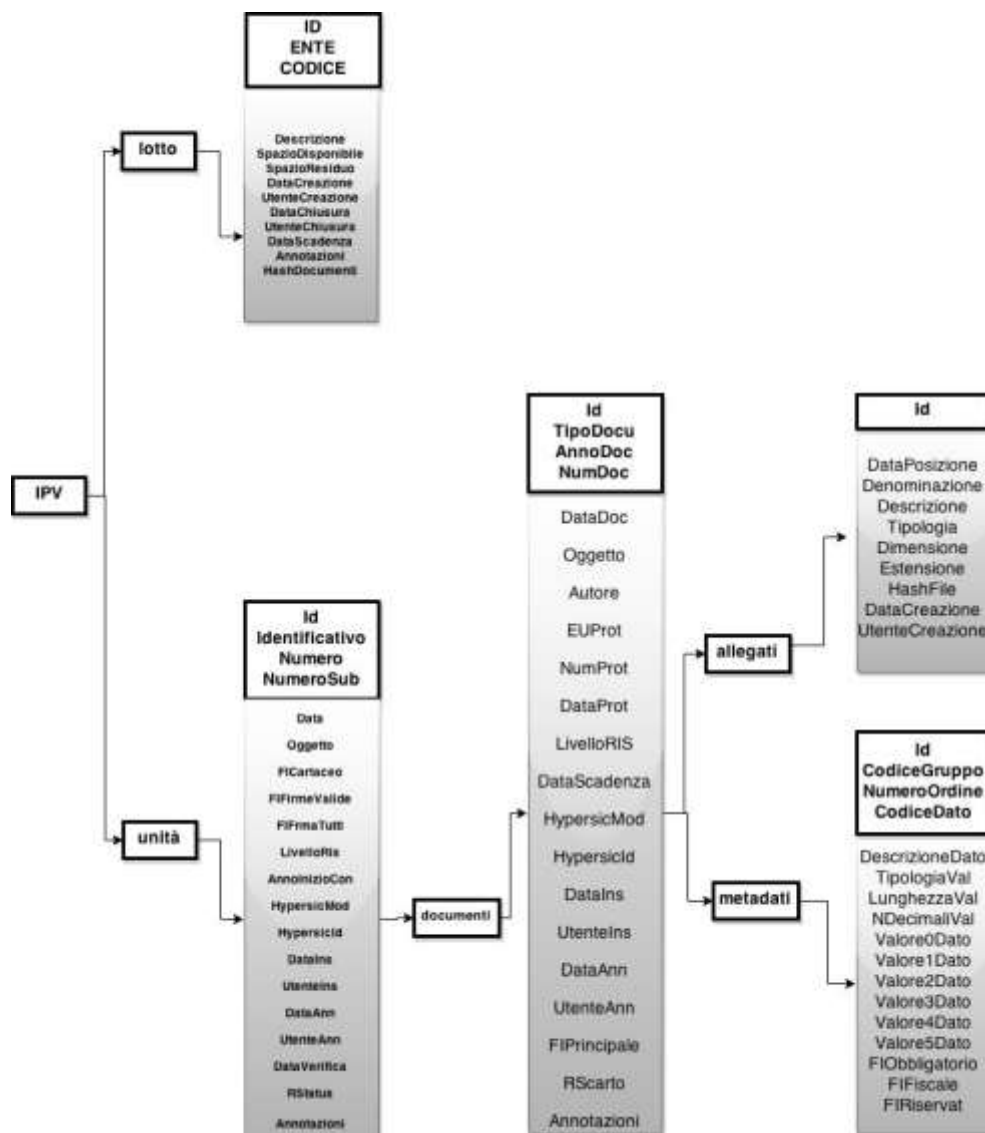 ID
ENTE
CODICE
Descrizione
SpazioDisponibile
SpazioResiduo
DataCreazione
UtenteCreazione
DataChiusura
UtenteChiusura
DataScadenza
Annotazioni
HashDocumenti
lotto
IPV
unità
Id
Identificativo
Numero
NumeroSub
Data
Oggetto
FlCartaceo
FlFirmeValide
FlFrmaTutti
LivelloRis
AnnoInizioCon
HypersicMod
HypersicId
DataIns
UtenteIns
DataAnn
UtenteAnn
DataVerifica
RStatus
Annotazioni
documenti
Id
TipoDocu
AnnoDoc
NumDoc
DataDoc
Oggetto
Autore
EUProt
NumProt
DataProt
LivelloRIS
DataScadenza
HypersicMod
HypersicId
DataIns
UtenteIns
DataAnn
UtenteAnn
FlPrincipale
RScarto
Annotazioni
allegati
Id
DataPosizione
Denominazione
Descrizione
Tipologia
Dimensione
Estensione
HashFile
DataCreazione
UtenteCreazione
metadati
Id
CodiceGruppo
NumeroOrdine
CodiceDato
DescrizioneDato
TipologiaVal
LunghezzaVal
NDecimaliVal
Valore0Dato
Valore1Dato
Valore2Dato
Valore3Dato
Valore4Dato
Valore5Dato
FlObbligatorio
FlFiscale
FlRiservat